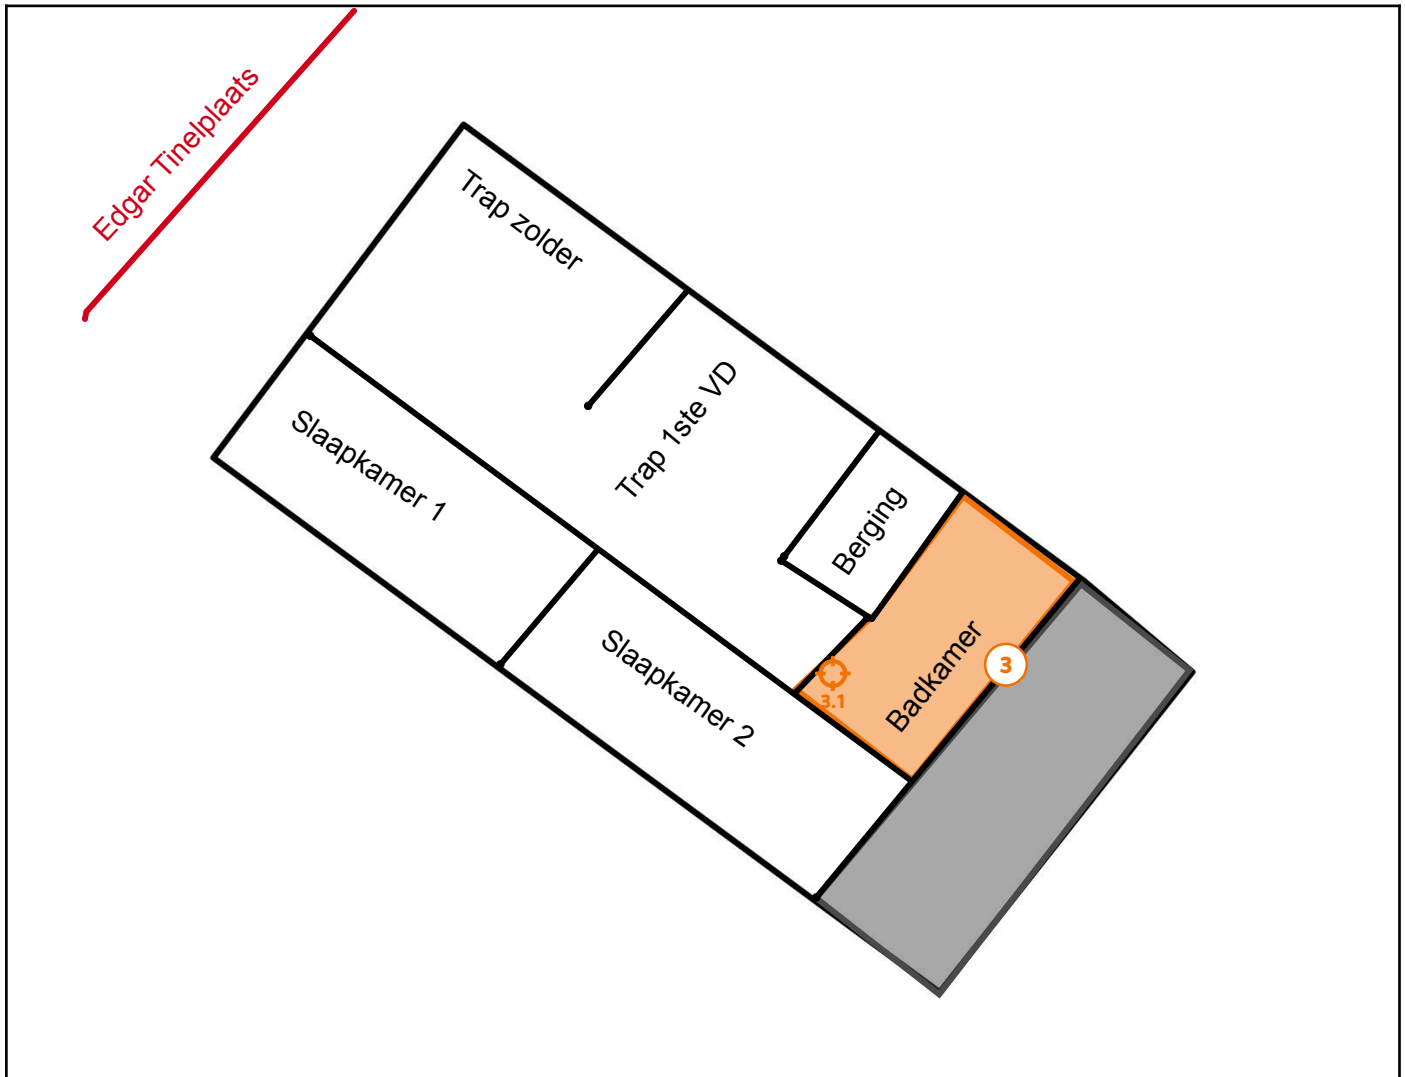 Edgar Tinelplaats
Trap zolder
Trap 1ste VD
Slaapkamer 1
Berging
Slaapkamer 2
Badkamer
3
3.1